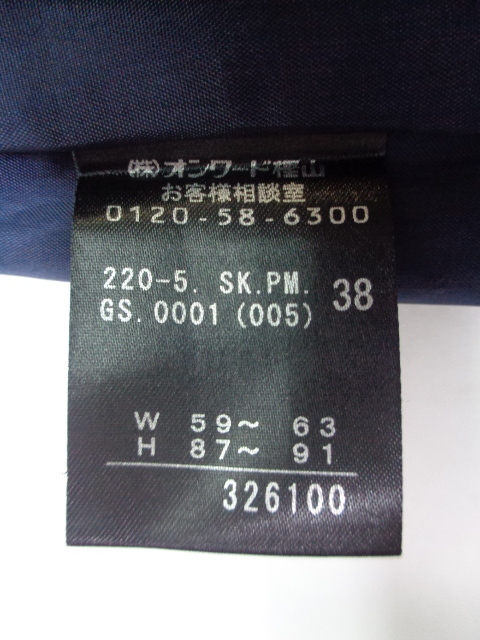 (株)オンワード樫山
お客様相談室
0120-58-6300
220-5. SK.PM.
38
GS.0001(005)
W 59~ 63
H 87~ 91
326100